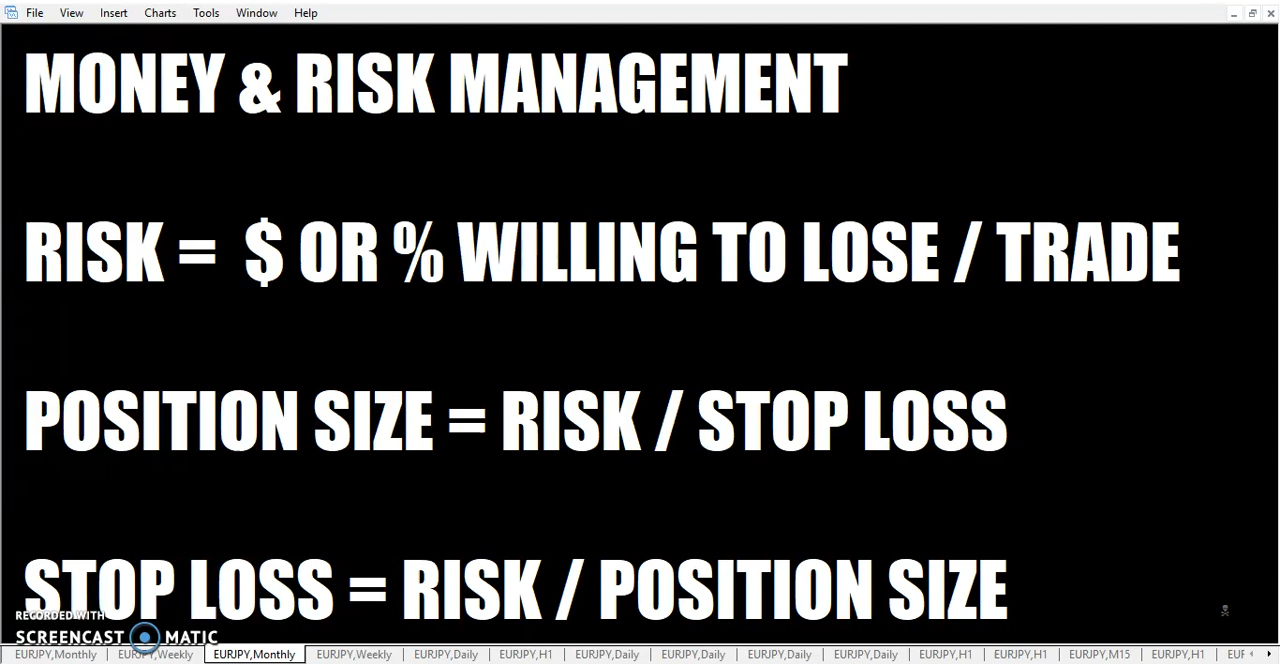 File View Insert Charts Tools Window Help
MONEY & RISK MANAGEMENT
RISK = $ OR % WILLING TO LOSE / TRADE
POSITION SIZE = RISK / STOP LOSS
STOP LOSS = RISK / POSITION SIZE
RECORDED WITH
SCREENCAST MATIC
EURJPY,Monthly EURJPY,Weekly EURJPY,Monthly EURJPY,Weekly EURJPY,Daily EURJPY,H1 EURJPY,Daily EURJPY,Daily EURJPY,Daily EURJPY,Daily EURJPY,H1 EURJPY,H1 EURJPY,M15 EURJPY,H1